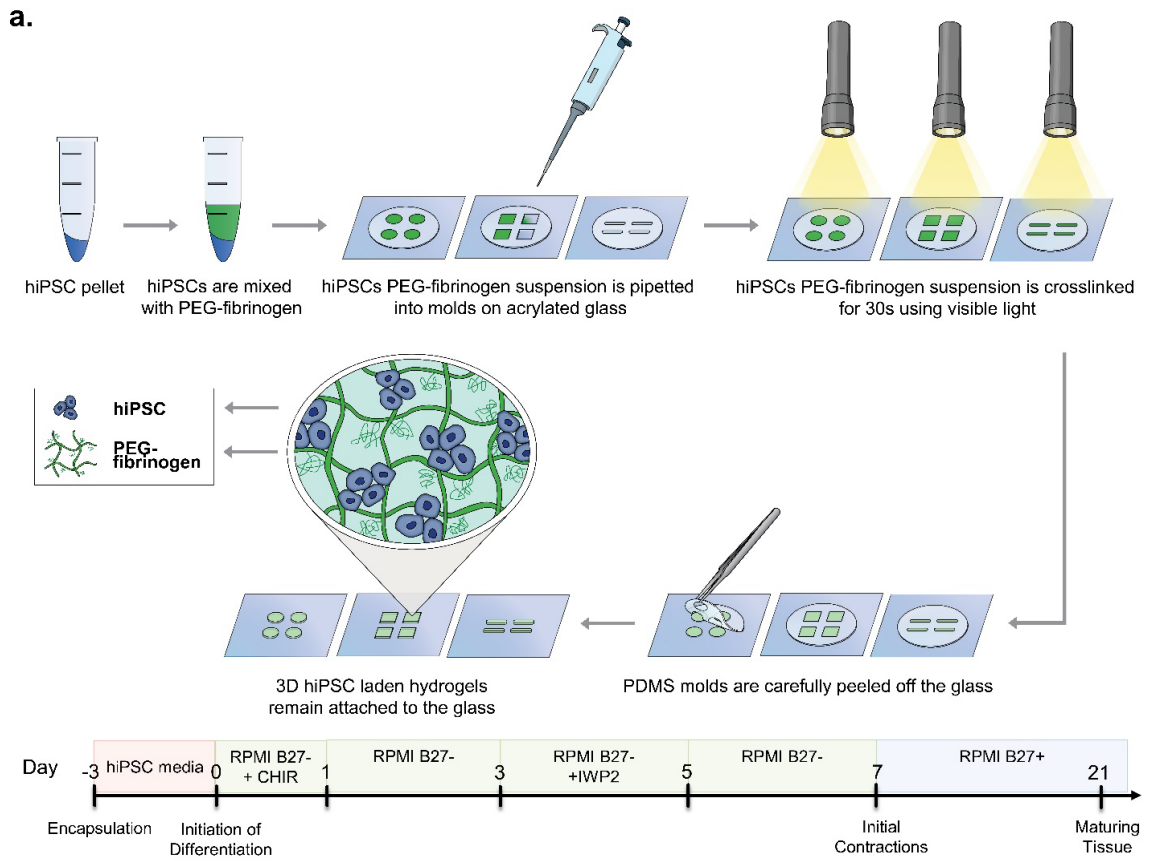 a.
hiPSC pellet
hiPSCs are mixed
with PEG-fibrinogen
hiPSCs PEG-fibrinogen suspension is pipetted
into molds on acrylated glass
hiPSCs PEG-fibrinogen suspension is crosslinked
for 30s using visible light
hiPSC
PEG-
fibrinogen
3D hiPSC laden hydrogels
remain attached to the glass
PDMS molds are carefully peeled off the glass
Day
-3
hiPSC media
0
RPMI B27-
+ CHIR
1
RPMI B27-
3
RPMI B27-
+IWP2
5
RPMI B27-
7
RPMI B27+
21
Encapsulation
Initiation of
Differentiation
Initial
Contractions
Maturing
Tissue